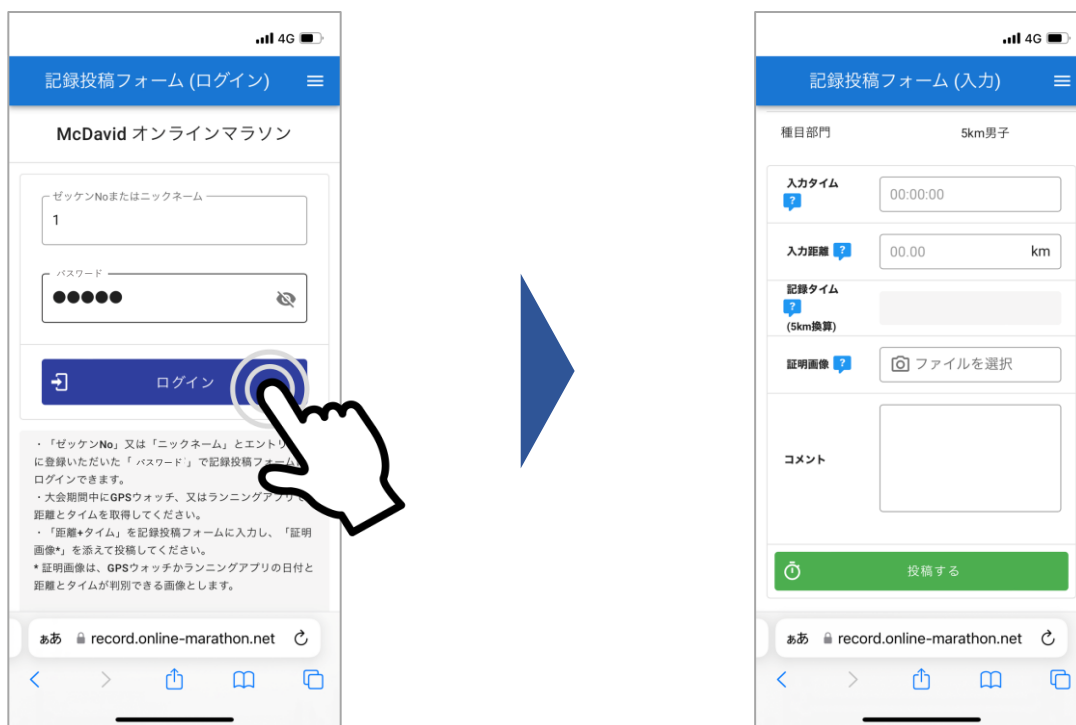 4G
記録投稿フォーム (ログイン)
McDavid オンラインマラソン
ゼッケンNoまたはニックネーム
1
パスワード
●●●●●
ログイン
・「ゼッケンNo」又は「ニックネーム」とエントリ
に登録いただいた「パスワード」で記録投稿フォーム
ログインできます。
・大会期間中にGPSウォッチ、又はランニングアプリで
距離とタイムを取得してください。
・「距離+タイム」を記録投稿フォームに入力し、「証明
画像*」を添えて投稿してください。
* 証明画像は、GPSウォッチかランニングアプリの日付と
距離とタイムが判別できる画像とします。
ぁあ record.online-marathon.net
4G
記録投稿フォーム (入力)
種目部門 5km男子
入力タイム
?
00:00:00
入力距離 ? 00.00 km
記録タイム
?
(5km換算)
証明画像 ? ファイルを選択
コメント
投稿する
ぁあ record.online-marathon.net